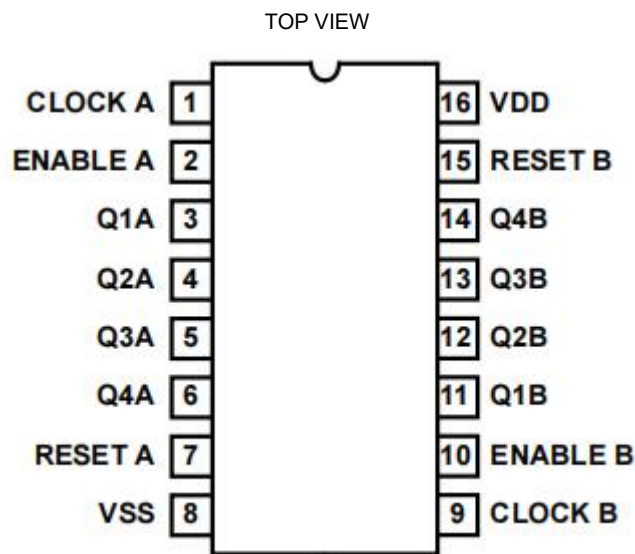 TOP VIEW
CLOCK A 1 16 VDD
ENABLE A 2 15 RESET B
Q1A 3 14 Q4B
Q2A 4 13 Q3B
Q3A 5 12 Q2B
Q4A 6 11 Q1B
RESET A 7 10 ENABLE B
VSS 8 9 CLOCK B